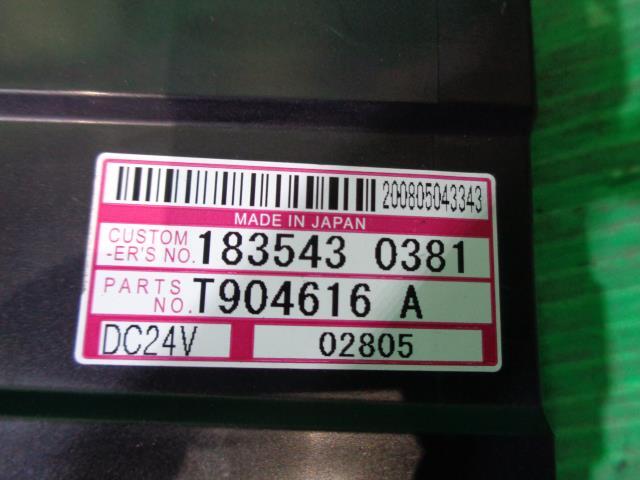 200805043343
MADE IN JAPAN
CUSTOM
-ER'S NO. 183543 0381
PARTS
NO. T904616 A
DC24V 02805